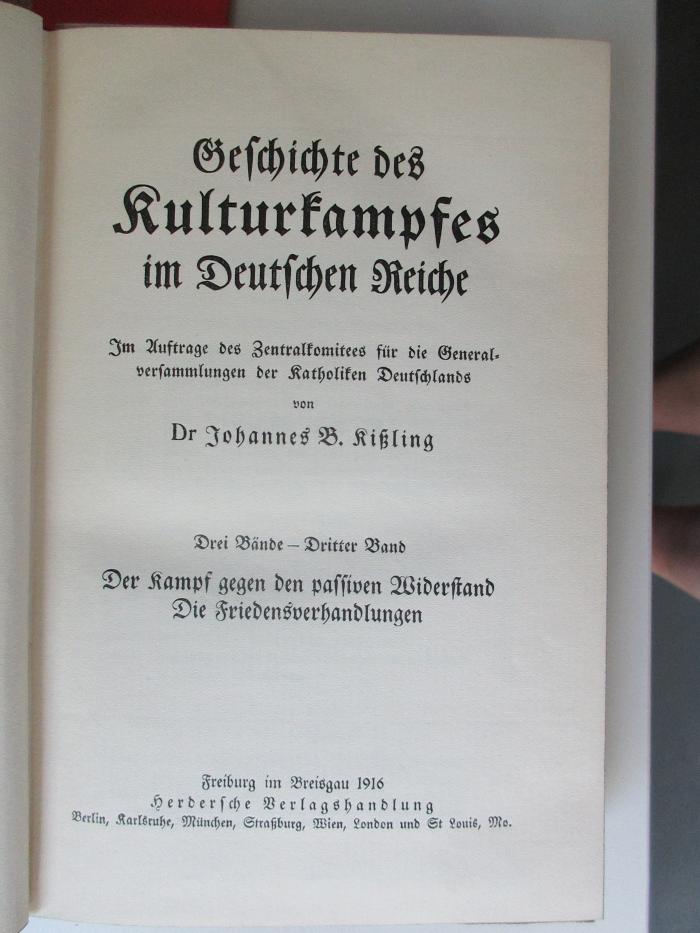 Geſchichte des
Kulturkampfes
im Deutſchen Reiche
Im Auftrage des Zentralkomitees für die General-
verſammlungen der Katholiken Deutſchlands
von
Dr Johannes B. Kißling
Drei Bände – Dritter Band
Der Kampf gegen den paſſiven Widerſtand
Die Friedensverhandlungen
Freiburg im Breisgau 1916
Herderſche Verlagshandlung
Berlin, Karlsruhe, München, Straßburg, Wien, London und St Louis, Mo.